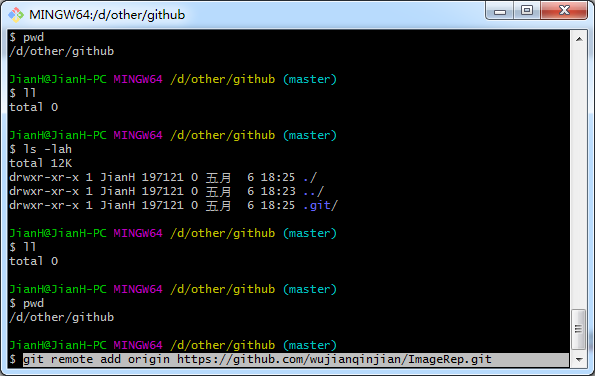 MINGW64:/d/other/github
$ pwd
/d/other/github
JianH@JianH-PC MINGW64 /d/other/github (master)
$ ll
total 0
JianH@JianH-PC MINGW64 /d/other/github (master)
$ ls -lah
total 12K
drwxr-xr-x 1 JianH 197121 0 五月  6 18:25 ./
drwxr-xr-x 1 JianH 197121 0 五月  6 18:23 ../
drwxr-xr-x 1 JianH 197121 0 五月  6 18:25 .git/
JianH@JianH-PC MINGW64 /d/other/github (master)
$ ll
total 0
JianH@JianH-PC MINGW64 /d/other/github (master)
$ pwd
/d/other/github
JianH@JianH-PC MINGW64 /d/other/github (master)
$ git remote add origin https://github.com/wujianqinjian/ImageRep.git